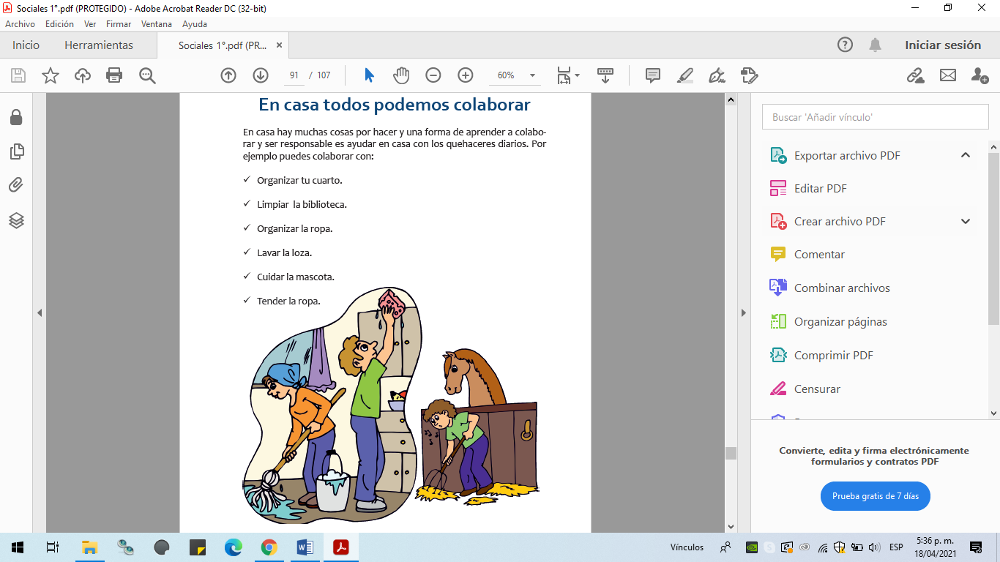 Sociales 1°.pdf (PROTEGIDO) - Adobe Acrobat Reader DC (32-bit)
Archivo Edición Ver Firmar Ventana Ayuda
Inicio Herramientas Sociales 1°.pdf (PR... × Iniciar sesión
91 / 107 60%
En casa todos podemos colaborar
En casa hay muchas cosas por hacer y una forma de aprender a colabo-
rar y ser responsable es ayudar en casa con los quehaceres diarios. Por
ejemplo puedes colaborar con:
✓ Organizar tu cuarto.
✓ Limpiar la biblioteca.
✓ Organizar la ropa.
✓ Lavar la loza.
✓ Cuidar la mascota.
✓ Tender la ropa.
Buscar 'Añadir vínculo'
Exportar archivo PDF
Editar PDF
Crear archivo PDF
Comentar
Combinar archivos
Organizar páginas
Comprimir PDF
Censurar
Convierte, edita y firma electrónicamente
formularios y contratos PDF
Prueba gratis de 7 días
Vínculos ESP 5:36 p. m.
18/04/2021